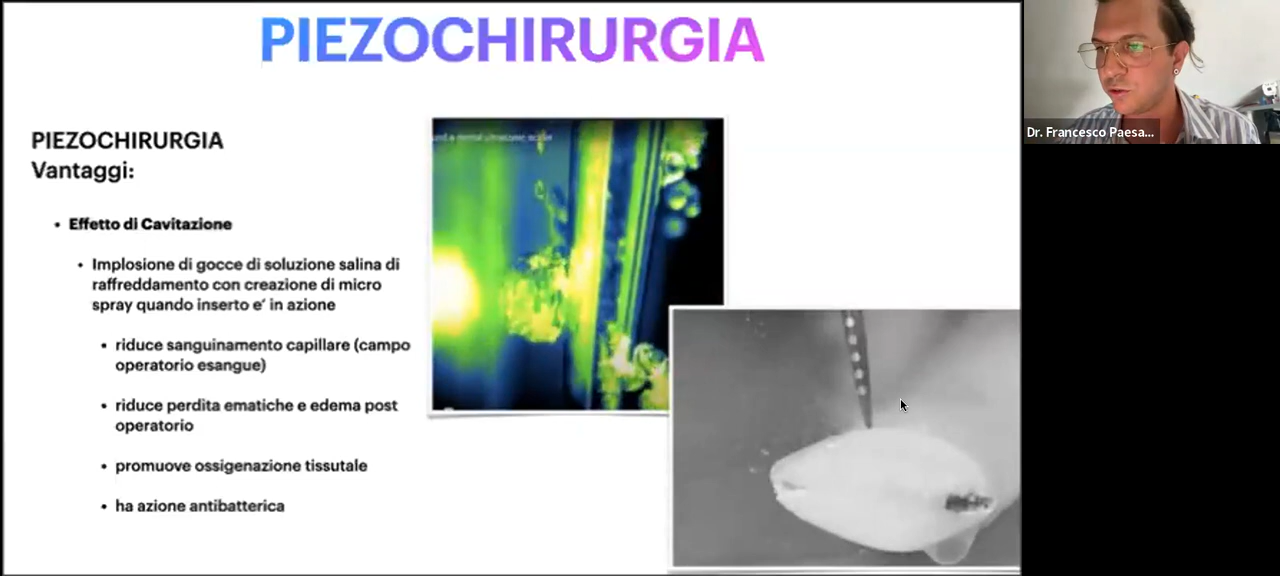 PIEZOCHIRURGIA
PIEZOCHIRURGIA
Vantaggi:
• Effetto di Cavitazione
• Implosione di gocce di soluzione salina di
raffreddamento con creazione di micro
spray quando inserto e' in azione
• riduce sanguinamento capillare (campo
operatorio esangue)
• riduce perdita ematiche e edema post
operatorio
• promuove ossigenazione tissutale
• ha azione antibatterica
Dr. Francesco Paesa...